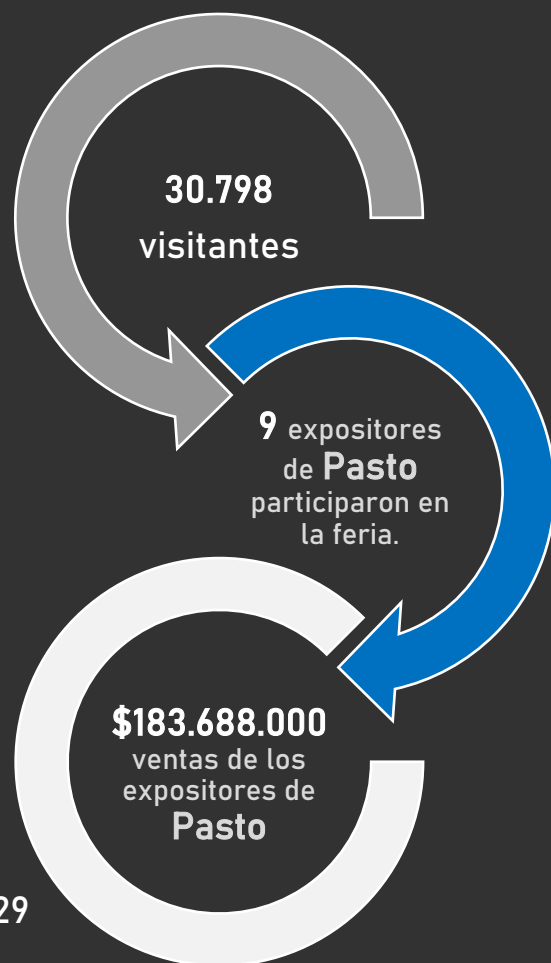 30.798
visitantes
9 expositores
de Pasto
participaron en
la feria.
$183.688.000
ventas de los
expositores de
Pasto
29